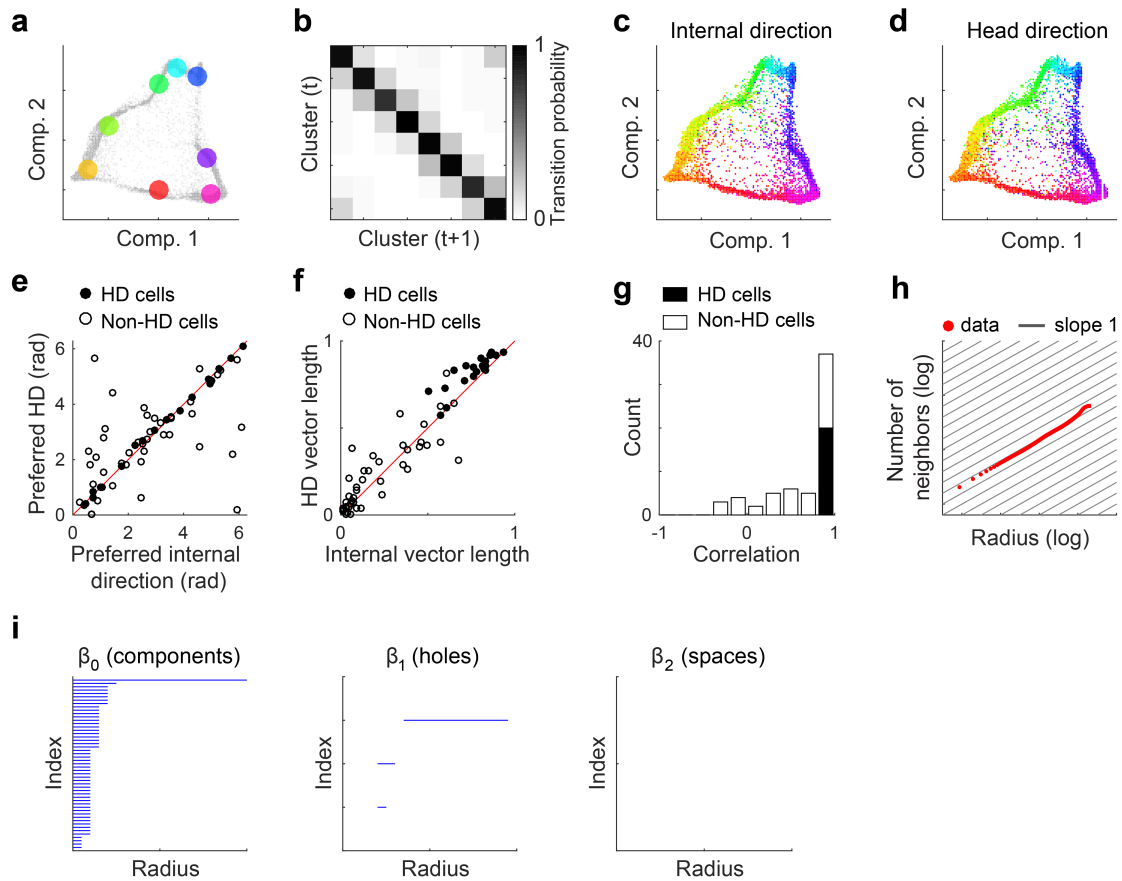 a
Comp. 2
Comp. 1
b
Cluster (t)
Cluster (t+1)
1
0
Transition probability
c
Internal direction
Comp. 2
Comp. 1
d
Head direction
Comp. 2
Comp. 1
e
HD cells
Non-HD cells
Preferred HD (rad)
6
4
2
0
0 2 4 6
Preferred internal
direction (rad)
f
HD cells
Non-HD cells
HD vector length
1
0
0 1
Internal vector length
g
HD cells
Non-HD cells
Count
40
0
-1 0 1
Correlation
h
data slope 1
Number of
neighbors (log)
Radius (log)
i
β0 (components)
Index
Radius
β1 (holes)
Index
Radius
β2 (spaces)
Index
Radius